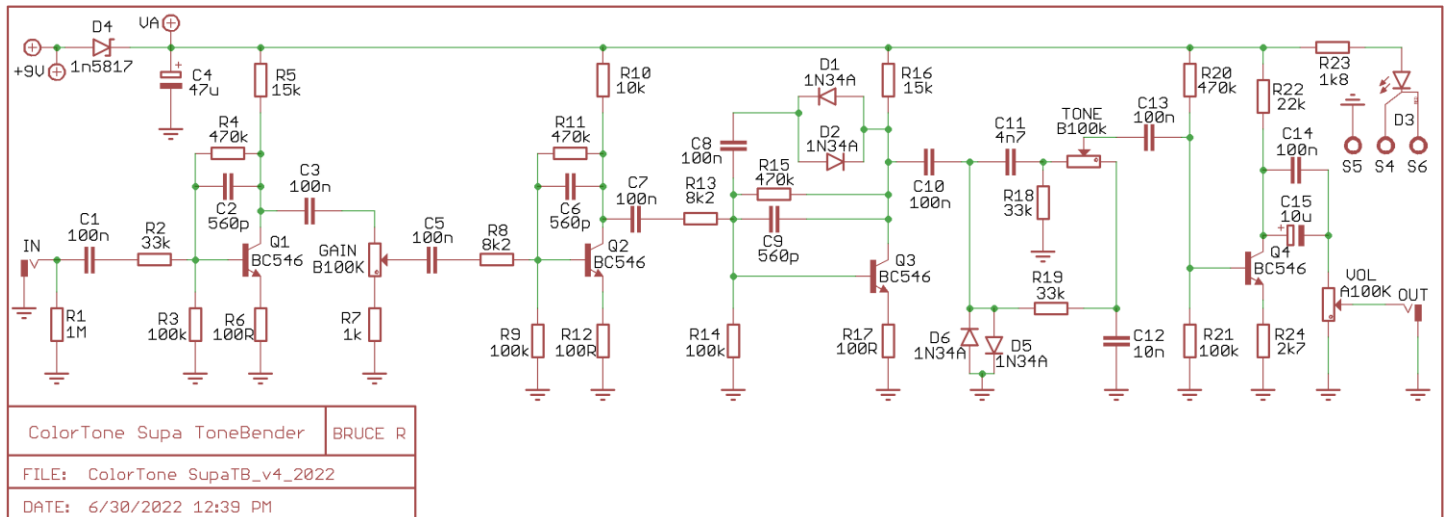 VA
D4
+9V
1n5817
C4
47u
R5
15k
R4
470k
C2
560p
C3
100n
IN
C1
100n
R2
33k
Q1
BC546
R1
1M
R3
100k
R6
100R
GAIN
B100K
R7
1k
C5
100n
R8
8k2
R10
10k
R11
470k
C6
560p
C7
100n
Q2
BC546
R9
100k
R12
100R
R13
8k2
C8
100n
D1
1N34A
D2
1N34A
R16
15k
R15
470k
C9
560p
Q3
BC546
R14
100k
R17
100R
C10
100n
C11
4n7
R18
33k
TONE
B100k
C13
100n
D6
1N34A
D5
1N34A
R19
33k
C12
10n
R20
470k
R21
100k
R22
22k
C14
100n
C15
10u
+
Q4
BC546
R24
2k7
VOL
A100K
OUT
R23
1k8
D3
S5
S4
S6
ColorTone Supa ToneBender
BRUCE R
FILE: ColorTone SupaTB_v4_2022
DATE: 6/30/2022 12:39 PM